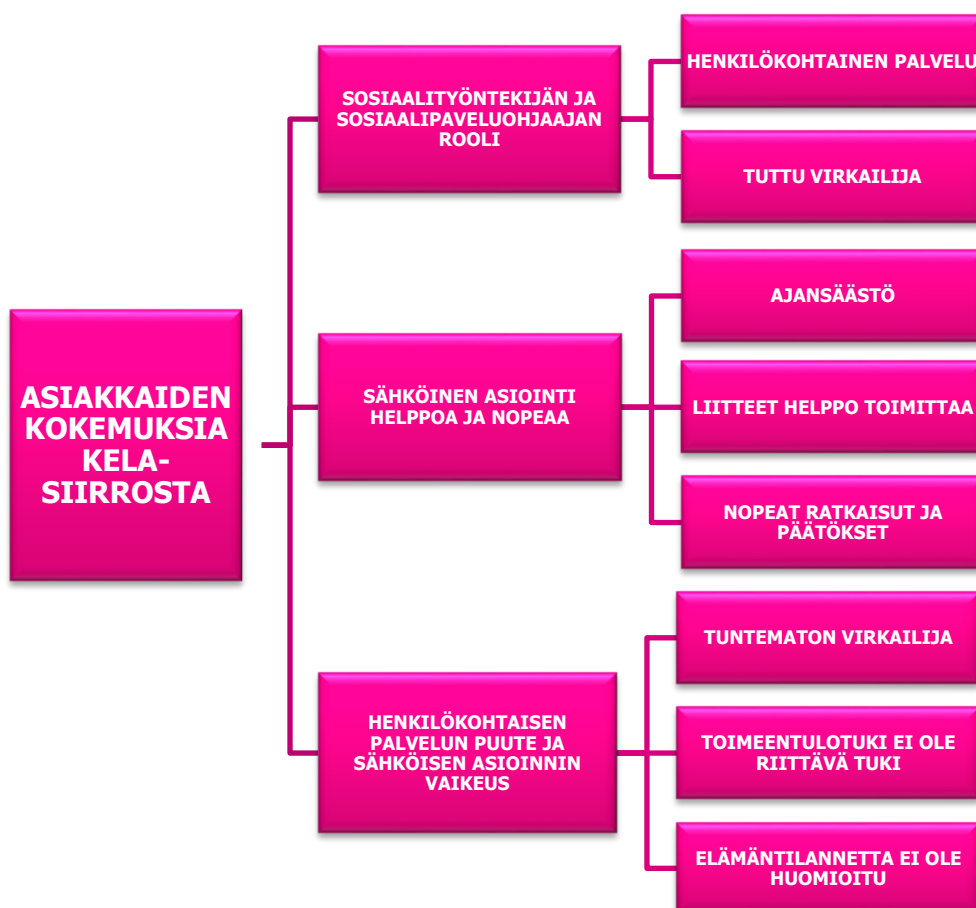 ASIAKKAIDEN
KOKEMUKSIA
KELA-
SIIRROSTA
SOSIAALITYÖNTEKIJÄN JA
SOSIAALIPAVELUOHJAAJAN
ROOLI
HENKILÖKOHTAINEN PALVELU
TUTTU VIRKAILIJA
SÄHKÖINEN ASIOINTI
HELPPOA JA NOPEAA
AJANSÄÄSTÖ
LIITTEET HELPPO TOIMITTAA
NOPEAT RATKAISUT JA
PÄÄTÖKSET
HENKILÖKOHTAISEN
PALVELUN PUUTE JA
SÄHKÖISEN ASIOINNIN
VAIKEUS
TUNTEMATON VIRKAILIJA
TOIMEENTULOTUKI EI OLE
RIITTÄVÄ TUKI
ELÄMÄNTILANNETTA EI OLE
HUOMIOITU